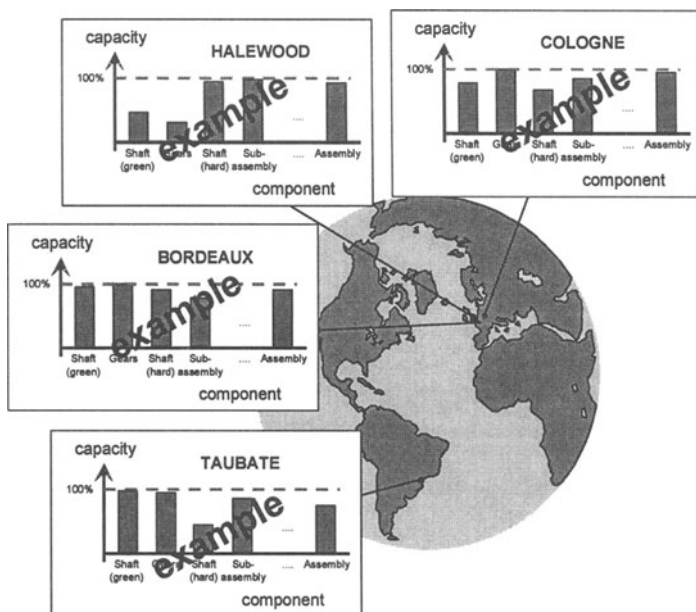 capacity
HALEWOOD
100%
example
Shaft Gears Shaft Sub- .... Assembly
(green) (hard) assembly
component
capacity
COLOGNE
100%
example
Shaft Gears Shaft Sub- .... Assembly
(green) (hard) assembly
component
capacity
BORDEAUX
100%
example
....
Shaft Gears Shaft Sub- .... Assembly
(green) (hard) assembly
component
capacity
TAUBATE
100%
example
....
Shaft Gears Shaft Sub- .... Assembly
(green) (hard) assembly
component